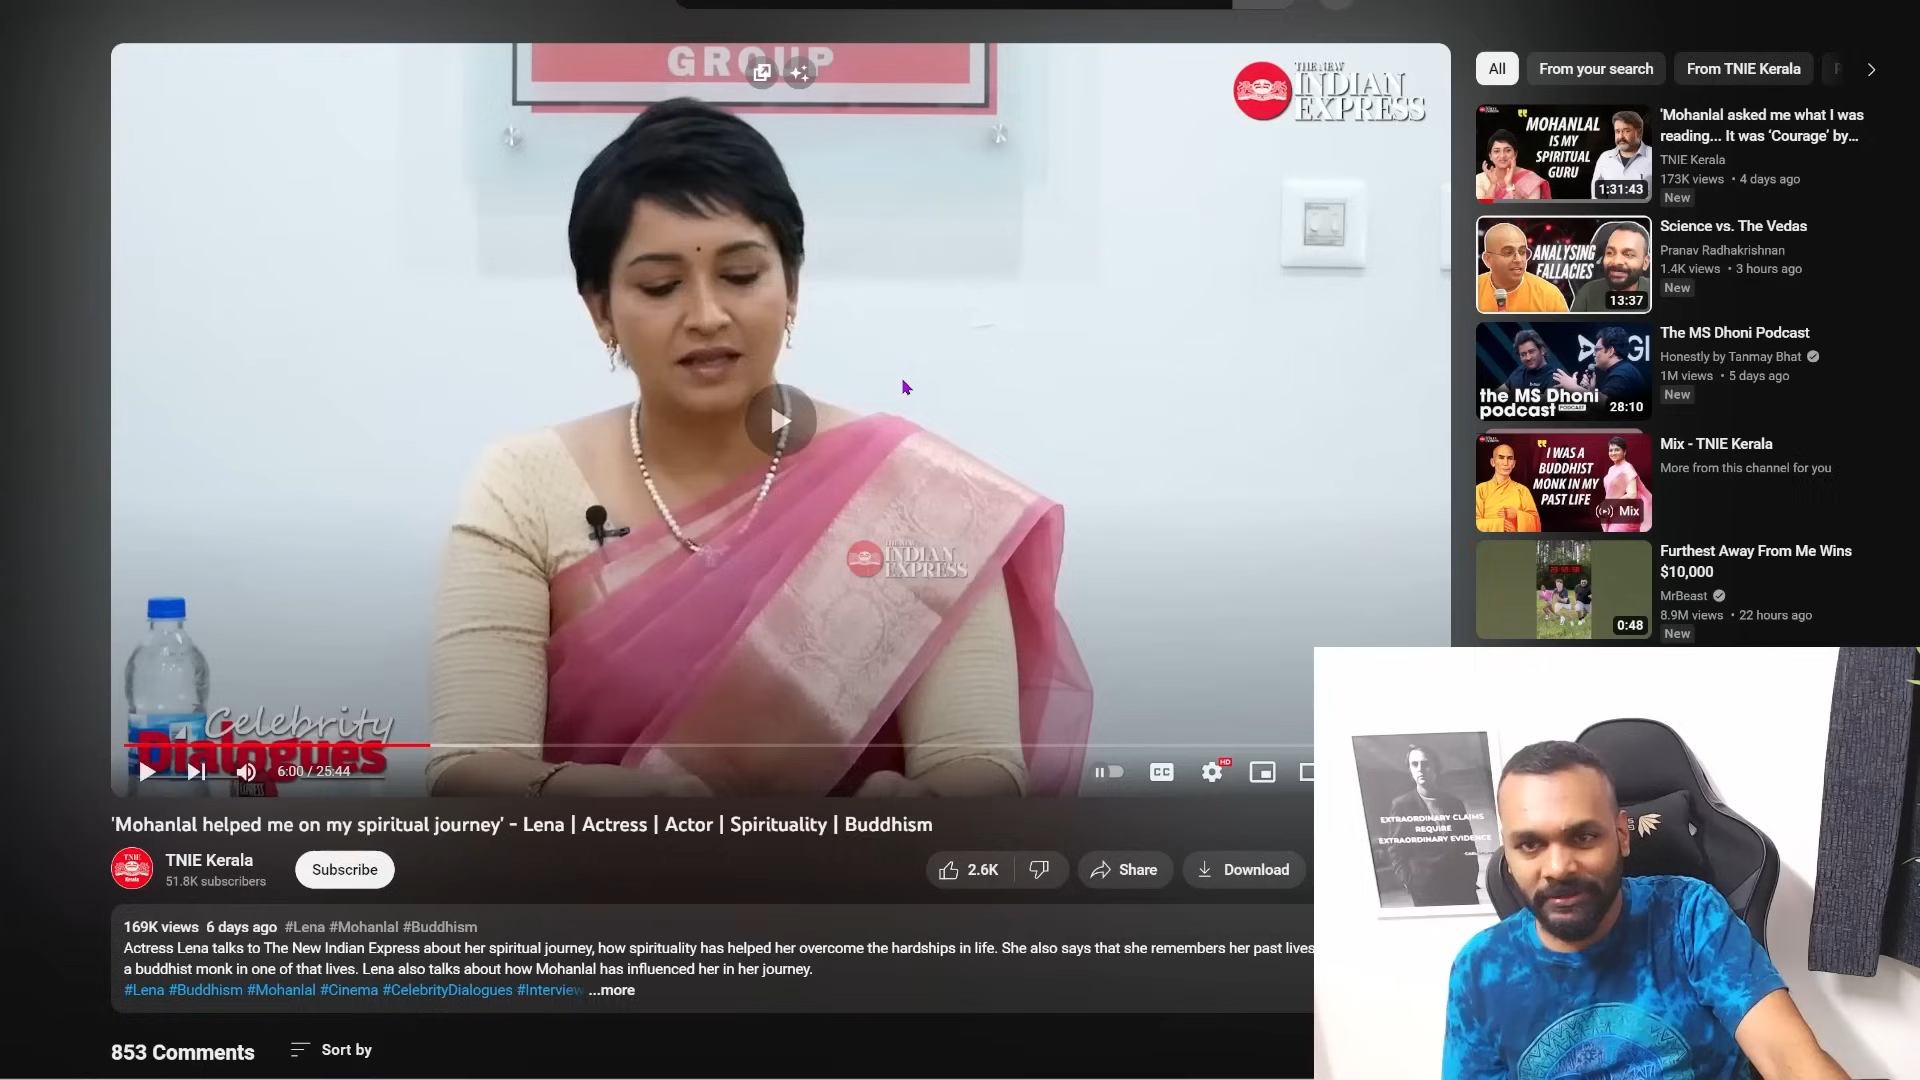 GROUP
THE NEW
INDIAN
EXPRESS
THE NEW
INDIAN
EXPRESS
Celebrity
Dialogues
6:00 / 25:44
CC
HD
'Mohanlal helped me on my spiritual journey' - Lena | Actress | Actor | Spirituality | Buddhism
TNIE
Kerala
TNIE Kerala
51.8K subscribers
Subscribe
2.6K
Share
Download
169K views 6 days ago #Lena #Mohanlal #Buddhism
Actress Lena talks to The New Indian Express about her spiritual journey, how spirituality has helped her overcome the hardships in life. She also says that she remembers her past lives
a buddhist monk in one of that lives. Lena also talks about how Mohanlal has influenced her in her journey.
#Lena #Buddhism #Mohanlal #Cinema #CelebrityDialogues #Interview ...more
853 Comments
Sort by
All
From your search
From TNIE Kerala
MOHANLAL
IS MY
SPIRITUAL
GURU
1:31:43
'Mohanlal asked me what I was
reading... It was ‘Courage’ by...
TNIE Kerala
173K views • 4 days ago
New
ANALYSING
FALLACIES
13:37
Science vs. The Vedas
Pranav Radhakrishnan
1.4K views • 3 hours ago
New
the MS Dhoni
podcast
28:10
The MS Dhoni Podcast
Honestly by Tanmay Bhat
1M views • 5 days ago
New
"I WAS A
BUDDHIST
MONK IN MY
PAST LIFE
Mix
Mix - TNIE Kerala
More from this channel for you
0:48
Furthest Away From Me Wins
$10,000
MrBeast
8.9M views • 22 hours ago
New
EXTRAORDINARY CLAIMS
REQUIRE
EXTRAORDINARY EVIDENCE